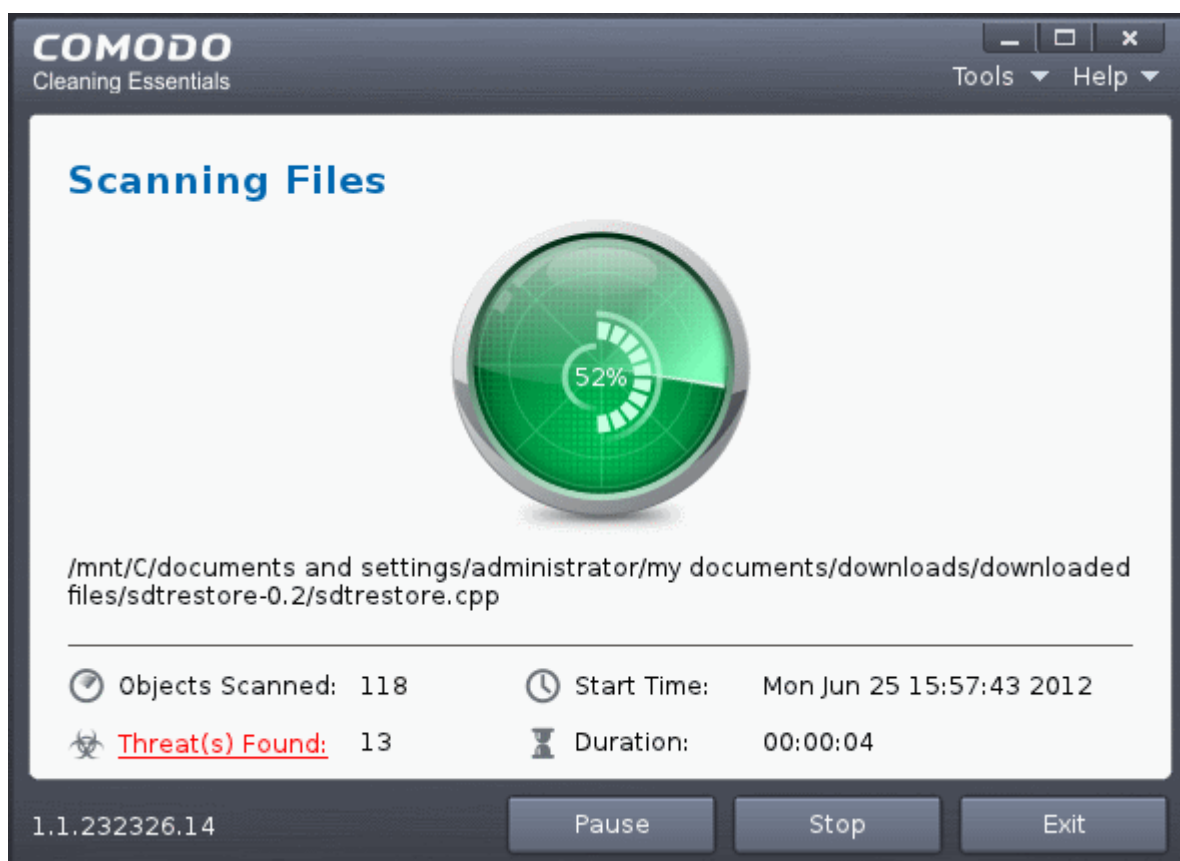 COMODO
Cleaning Essentials
Tools Help
Scanning Files
52%
/mnt/C/documents and settings/administrator/my documents/downloads/downloaded
files/sdtrestore-0.2/sdtrestore.cpp
Objects Scanned: 118 Start Time: Mon Jun 25 15:57:43 2012
Threat(s) Found: 13 Duration: 00:00:04
1.1.232326.14 Pause Stop Exit